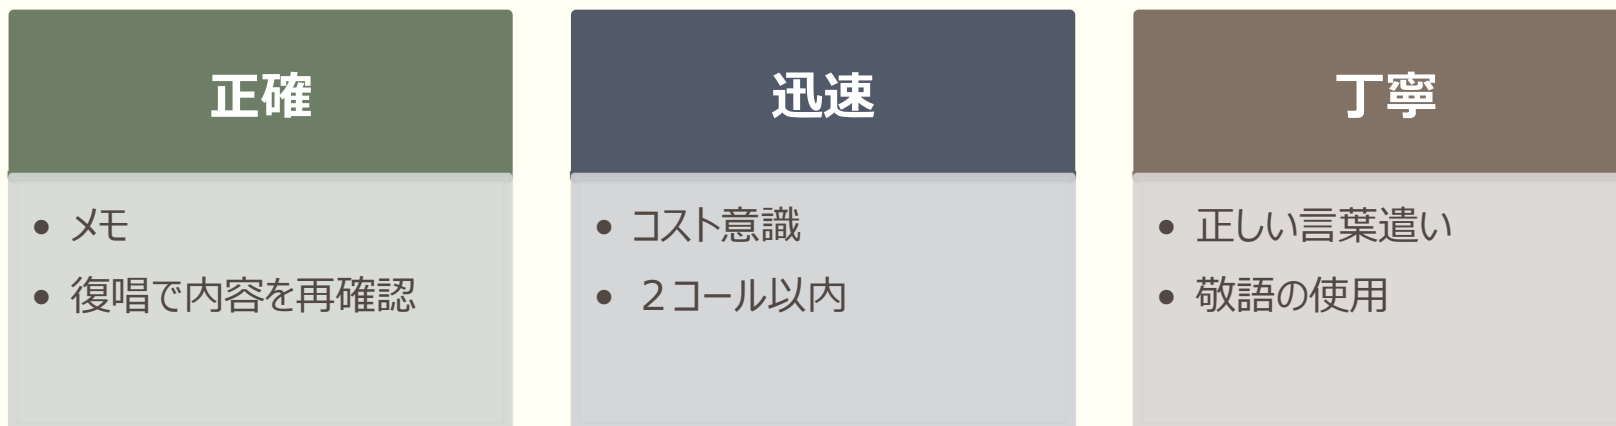 正確
• メモ
• 復唱で内容を再確認
迅速
• コスト意識
• ２コール以内
丁寧
• 正しい言葉遣い
• 敬語の使用